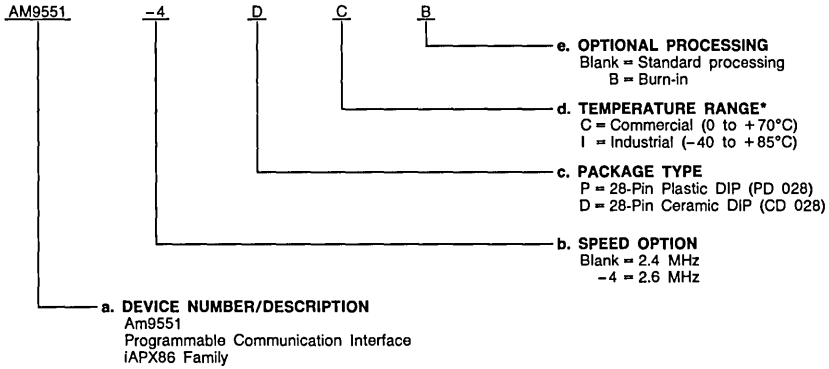 AM9551 -4 D C B
e. OPTIONAL PROCESSING
Blank = Standard processing
B = Burn-in
d. TEMPERATURE RANGE*
C = Commercial (0 to +70°C)
I = Industrial (-40 to +85°C)
c. PACKAGE TYPE
P = 28-Pin Plastic DIP (PD 028)
D = 28-Pin Ceramic DIP (CD 028)
b. SPEED OPTION
Blank = 2.4 MHz
-4 = 2.6 MHz
a. DEVICE NUMBER/DESCRIPTION
Am9551
Programmable Communication Interface
iAPX86 Family